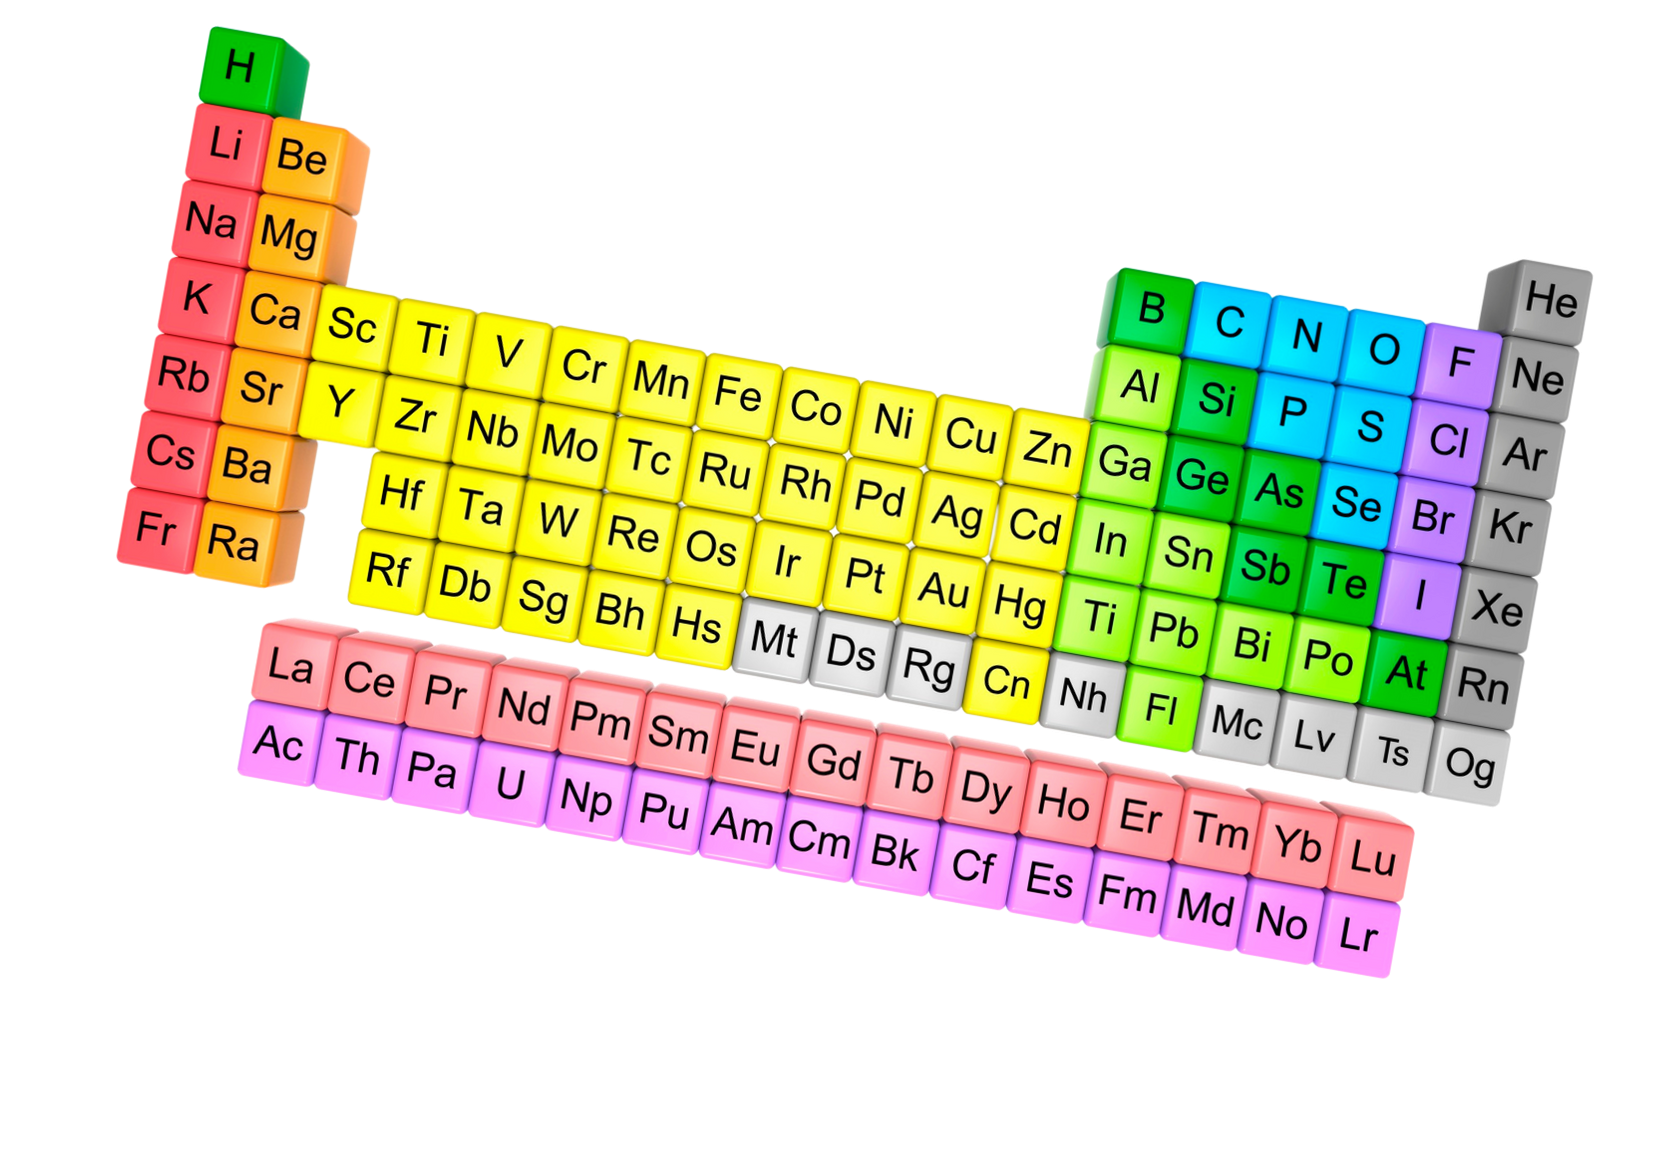 H He
Li Be B C N O F Ne
Na Mg Al Si P S Cl Ar
K Ca Sc Ti V Cr Mn Fe Co Ni Cu Zn Ga Ge As Se Br Kr
Rb Sr Y Zr Nb Mo Tc Ru Rh Pd Ag Cd In Sn Sb Te I Xe
Cs Ba Hf Ta W Re Os Ir Pt Au Hg Ti Pb Bi Po At Rn
Fr Ra Rf Db Sg Bh Hs Mt Ds Rg Cn Nh Fl Mc Lv Ts Og
La Ce Pr Nd Pm Sm Eu Gd Tb Dy Ho Er Tm Yb Lu
Ac Th Pa U Np Pu Am Cm Bk Cf Es Fm Md No Lr